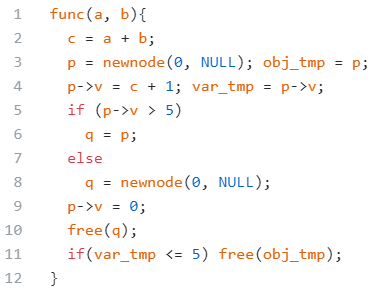 1 func(a, b){
2 c = a + b;
3 p = newnode(0, NULL); obj_tmp = p;
4 p->v = c + 1; var_tmp = p->v;
5 if (p->v > 5)
6 q = p;
7 else
8 q = newnode(0, NULL);
9 p->v = 0;
10 free(q);
11 if(var_tmp <= 5) free(obj_tmp);
12 }